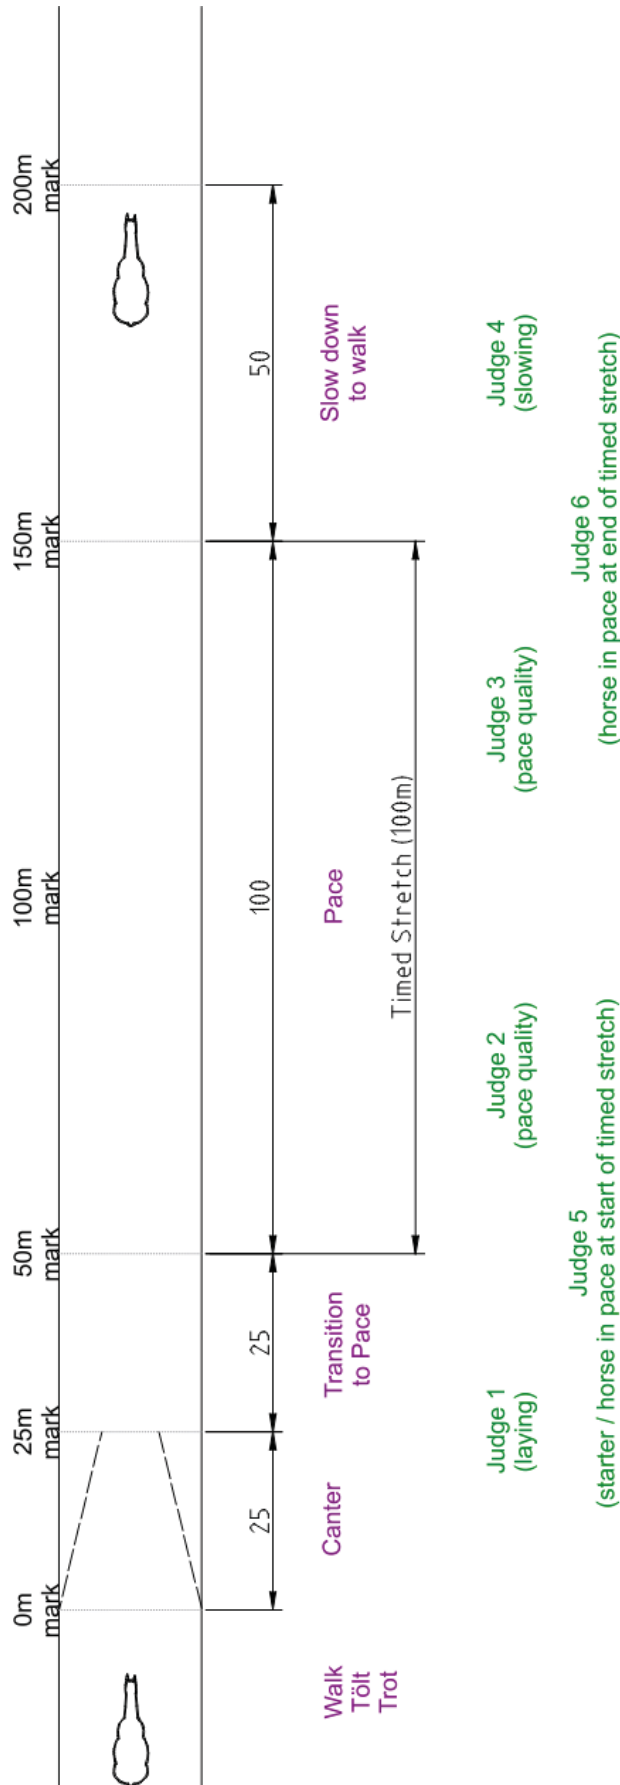 0m
mark
25m
mark
50m
mark
100m
mark
150m
mark
200m
mark
25
25
100
50
Walk
Tölt
Trot
Canter
Transition
to Pace
Pace
Slow down
to walk
Timed Stretch (100m)
Judge 1
(laying)
Judge 2
(pace quality)
Judge 3
(pace quality)
Judge 4
(slowing)
Judge 5
(starter / horse in pace at start of timed stretch)
Judge 6
(horse in pace at end of timed stretch)